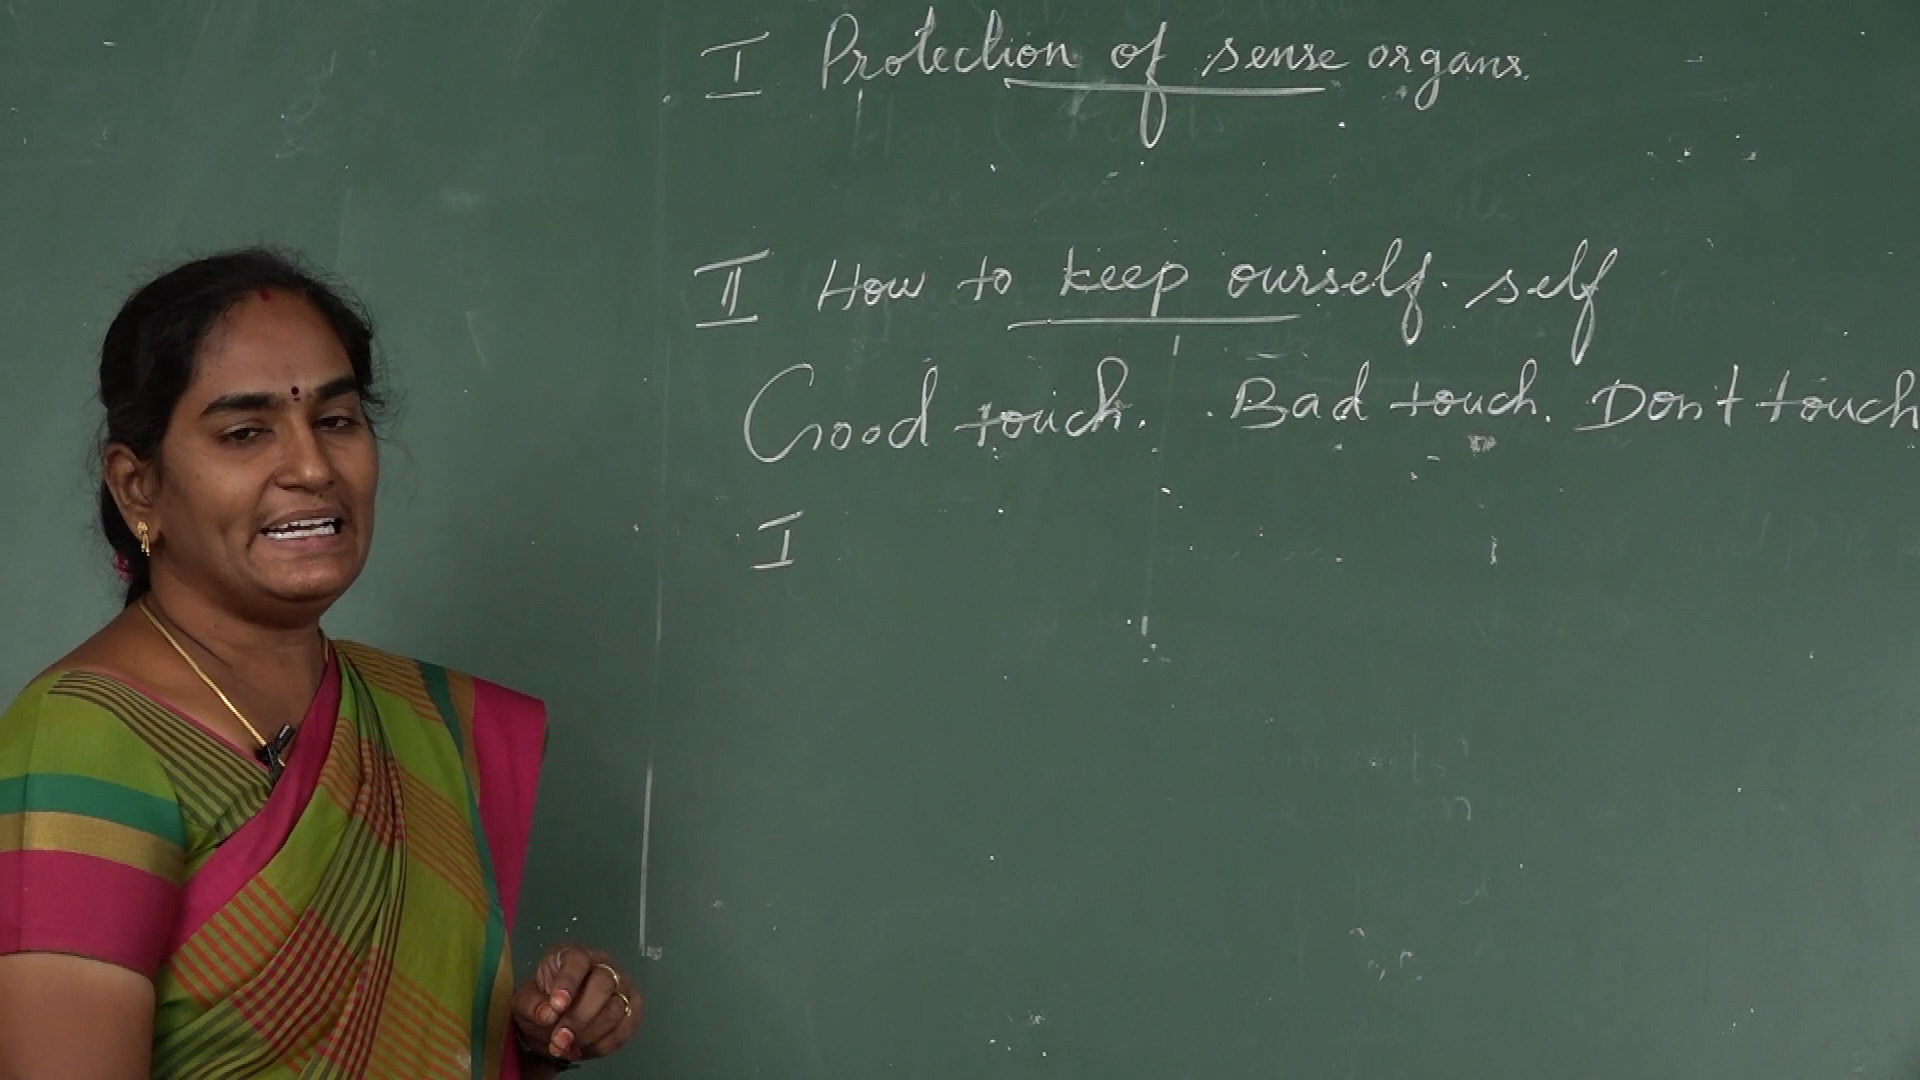 I Protection of sense organs.
II How to keep ourself. self
Good touch. Bad touch. Don't touch
I